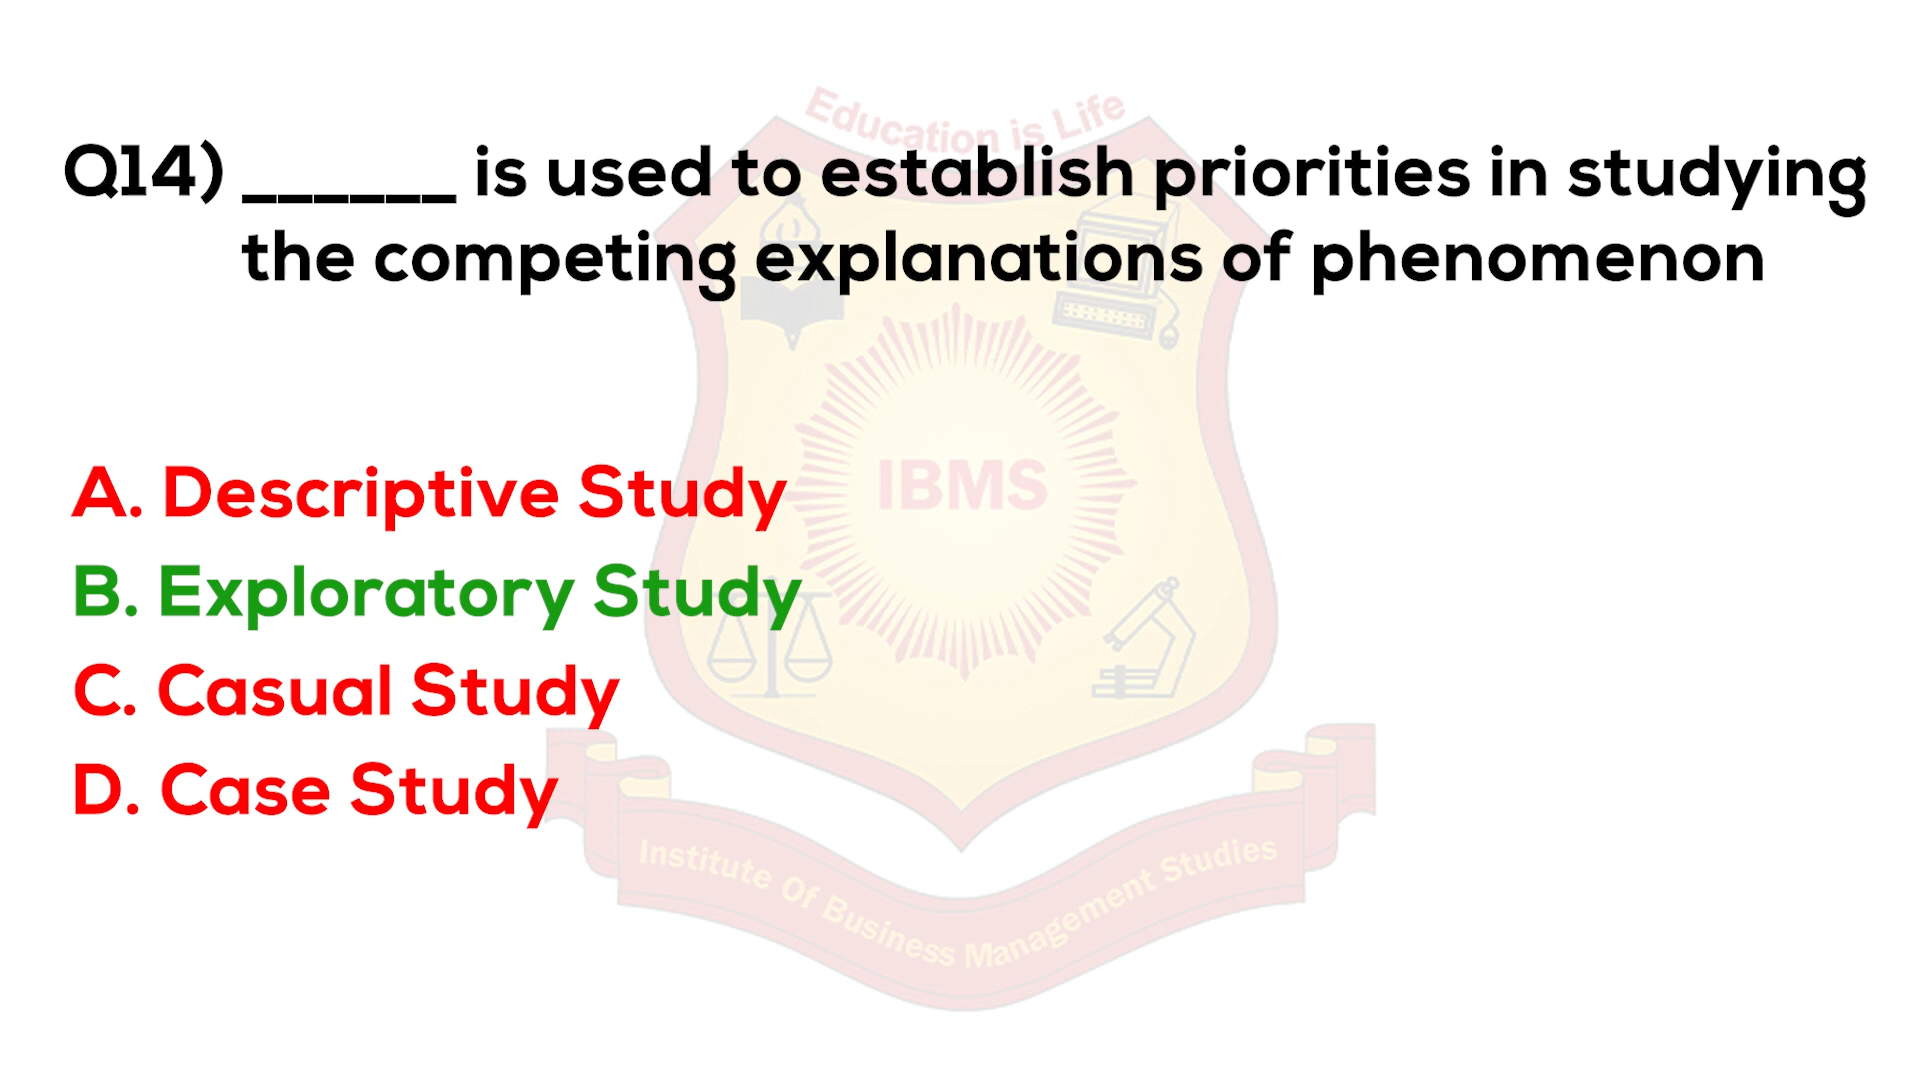 Education is Life
Q14) ______ is used to establish priorities in studying
the competing explanations of phenomenon
IBMS
A. Descriptive Study
B. Exploratory Study
C. Casual Study
D. Case Study
Institute Of Business Management Studies